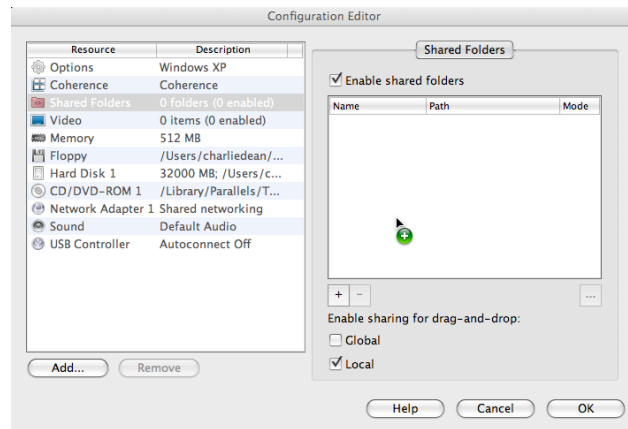 Configuration Editor
Resource Description
Options Windows XP
Coherence Coherence
Shared Folders 0 folders (0 enabled)
Video 0 items (0 enabled)
Memory 512 MB
Floppy /Users/charliedean/...
Hard Disk 1 32000 MB; /Users/c...
CD/DVD-ROM 1 /Library/Parallels/T...
Network Adapter 1 Shared networking
Sound Default Audio
USB Controller Autoconnect Off
Add... Remove
Shared Folders
Enable shared folders
Name Path Mode
+ - ...
Enable sharing for drag-and-drop:
Global
Local
Help Cancel OK